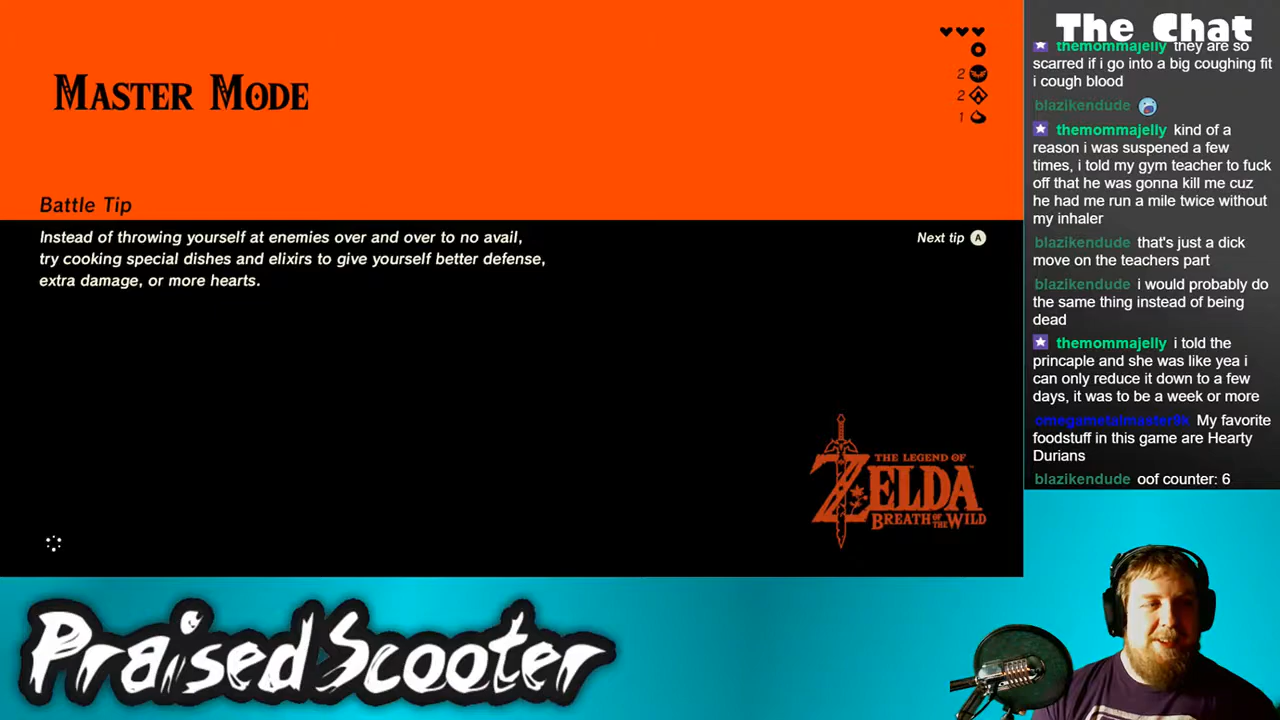 MASTER MODE
2
2
1
Battle Tip
Instead of throwing yourself at enemies over and over to no avail,
try cooking special dishes and elixirs to give yourself better defense,
extra damage, or more hearts.
Next tip A
THE LEGEND OF
ZELDA
BREATH OF THE WILD
PraisedScooter
The Chat
themommajelly they are so
scarred if i go into a big coughing fit
i cough blood
blazikendude
themommajelly kind of a
reason i was suspened a few
times, i told my gym teacher to fuck
off that he was gonna kill me cuz
he had me run a mile twice without
my inhaler
blazikendude that's just a dick
move on the teachers part
blazikendude i would probably do
the same thing instead of being
dead
themommajelly i told the
princaple and she was like yea i
can only reduce it down to a few
days, it was to be a week or more
omegametalmaster9k My favorite
foodstuff in this game are Hearty
Durians
blazikendude oof counter: 6